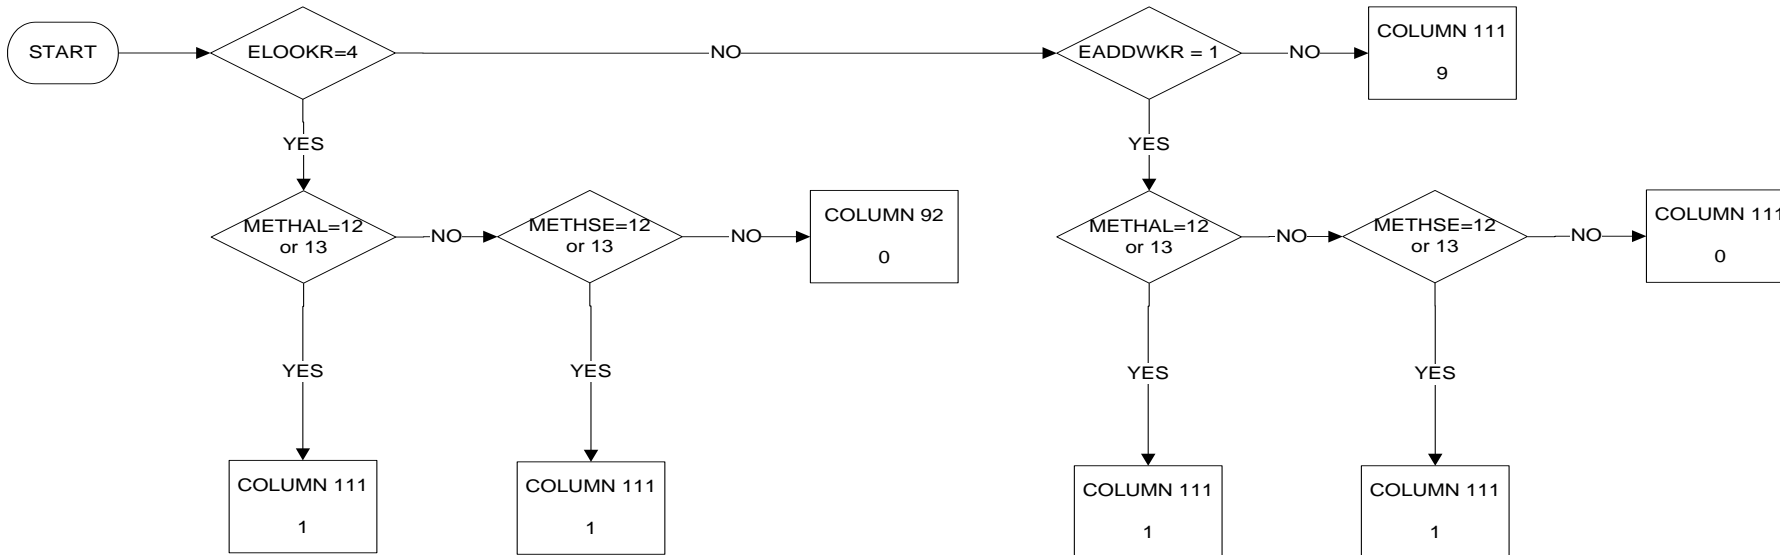 START
ELOOKR=4
NO
EADDWKR = 1
NO
COLUMN 111
9
YES
YES
METHAL=12
or 13
NO
METHSE=12
or 13
NO
COLUMN 92
0
METHAL=12
or 13
NO
METHSE=12
or 13
NO
COLUMN 111
0
YES
YES
YES
YES
COLUMN 111
1
COLUMN 111
1
COLUMN 111
1
COLUMN 111
1